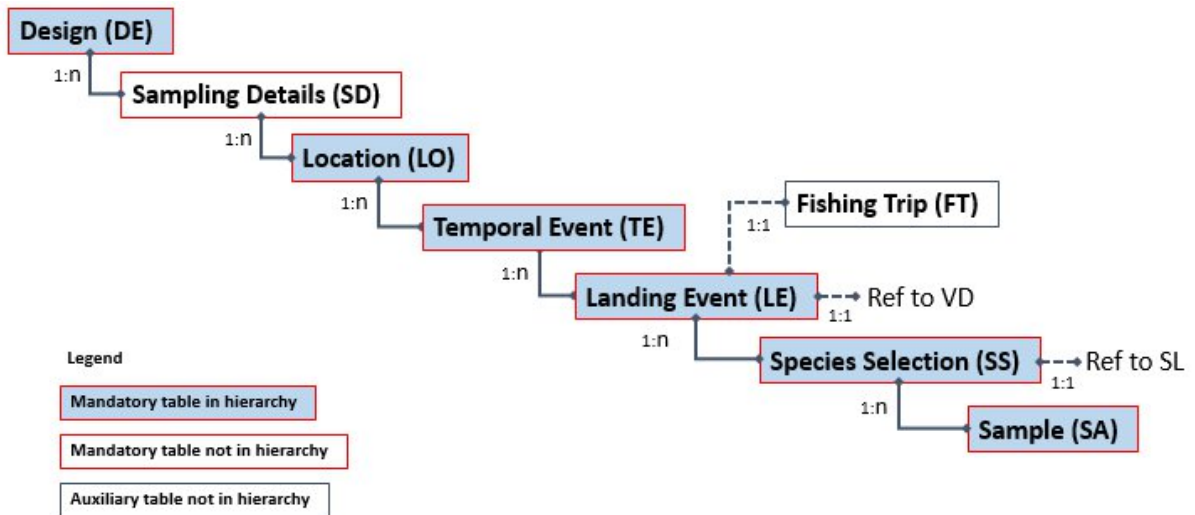 Design (DE)
1:n
Sampling Details (SD)
1:n
Location (LO)
1:n
Fishing Trip (FT)
1:1
Temporal Event (TE)
1:n
Landing Event (LE)
Ref to VD
1:1
1:n
Species Selection (SS)
Ref to SL
1:1
1:n
Sample (SA)
Legend
Mandatory table in hierarchy
Mandatory table not in hierarchy
Auxiliary table not in hierarchy